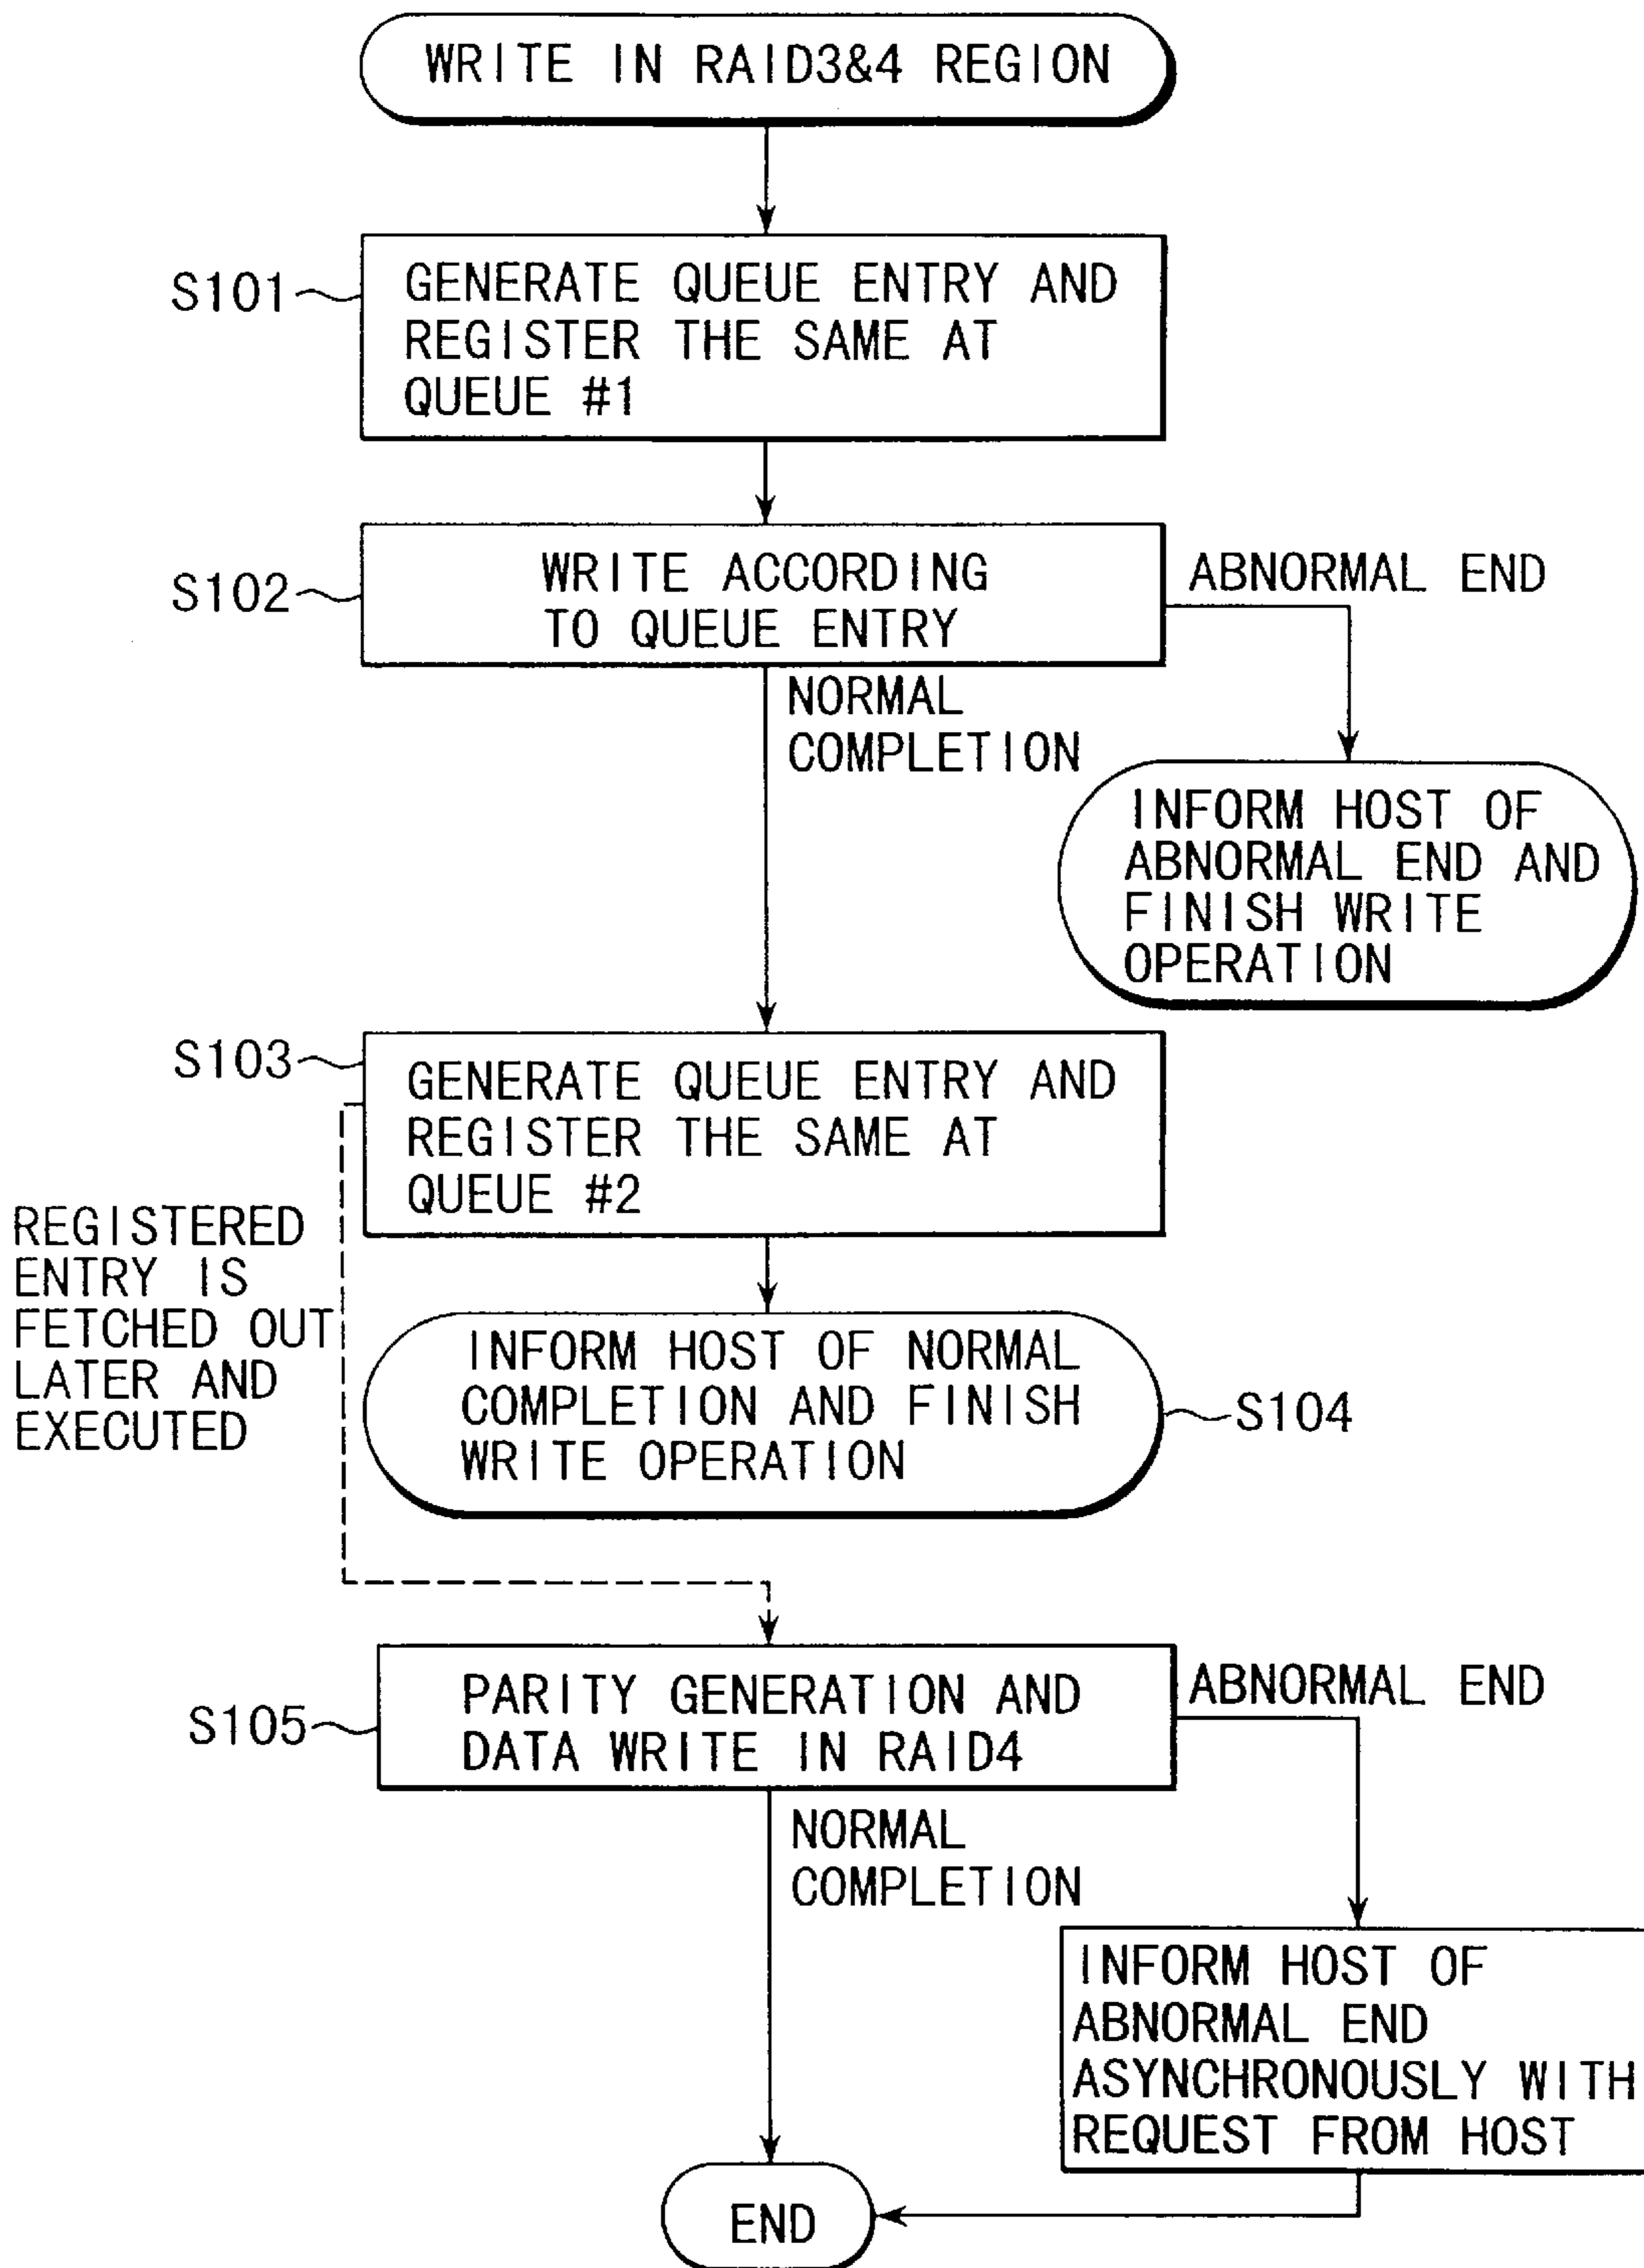 WRITE IN RAID3&4 REGION
S101
GENERATE QUEUE ENTRY AND
REGISTER THE SAME AT
QUEUE #1
S102
WRITE ACCORDING
TO QUEUE ENTRY
ABNORMAL END
NORMAL
COMPLETION
INFORM HOST OF
ABNORMAL END AND
FINISH WRITE
OPERATION
S103
GENERATE QUEUE ENTRY AND
REGISTER THE SAME AT
QUEUE #2
REGISTERED
ENTRY IS
FETCHED OUT
LATER AND
EXECUTED
INFORM HOST OF NORMAL
COMPLETION AND FINISH
WRITE OPERATION
S104
S105
PARITY GENERATION AND
DATA WRITE IN RAID4
ABNORMAL END
NORMAL
COMPLETION
INFORM HOST OF
ABNORMAL END
ASYNCHRONOUSLY WITH
REQUEST FROM HOST
END